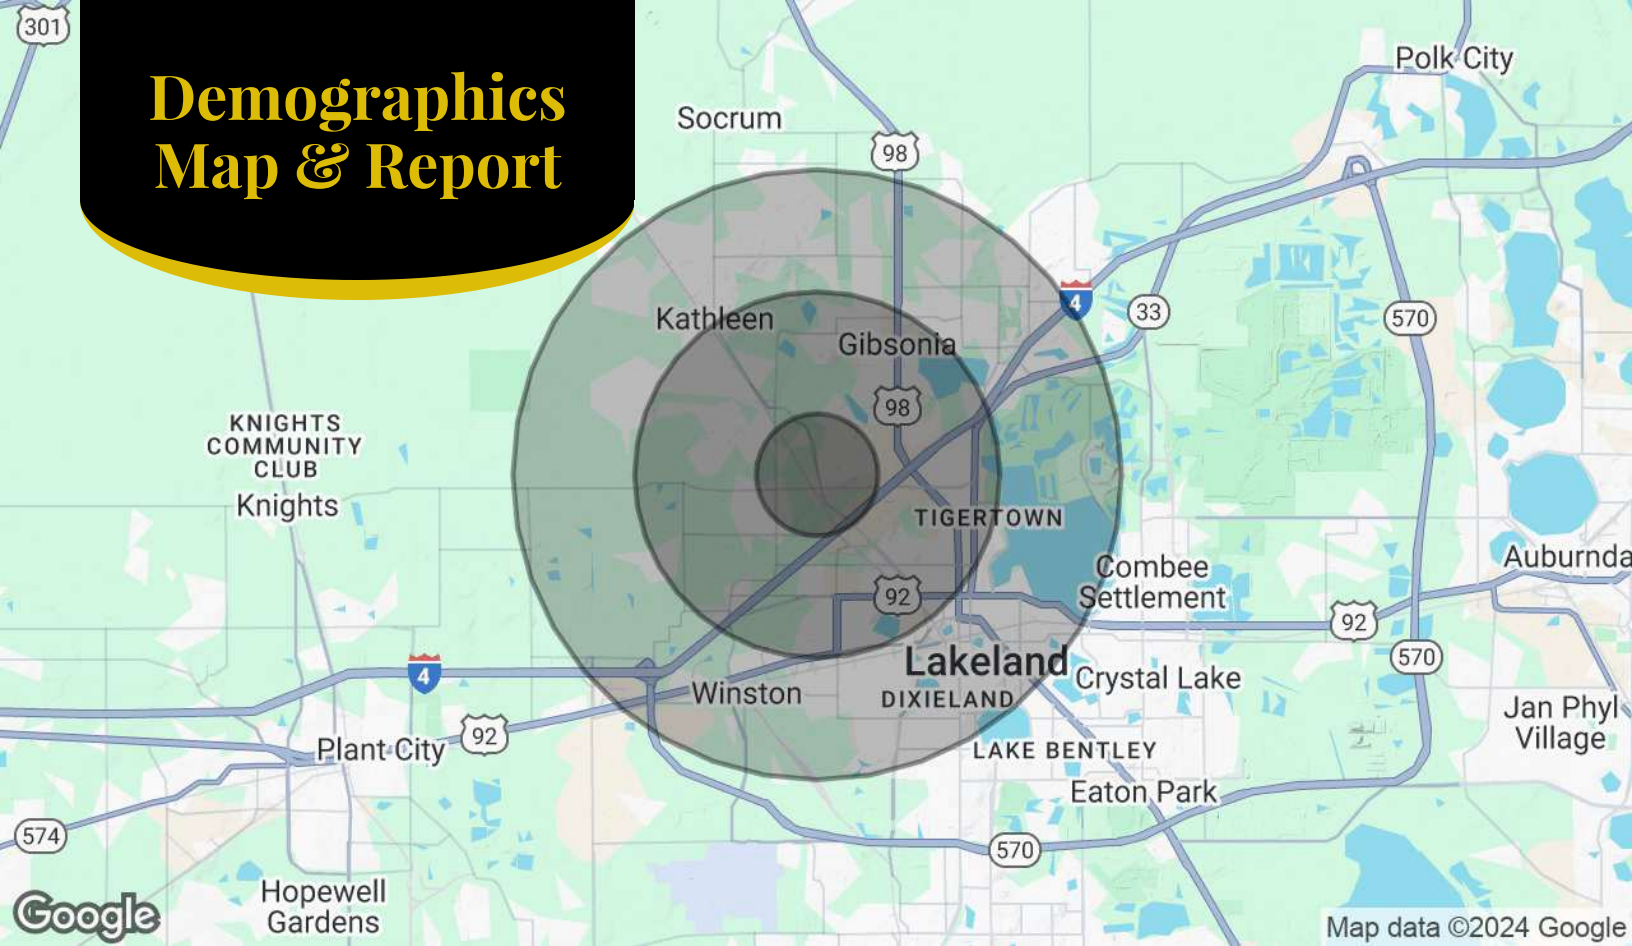 301
Demographics
Map & Report
Polk City
Socrum
98
4
33
570
Kathleen
Gibsonia
98
KNIGHTS
COMMUNITY
CLUB
Knights
TIGERTOWN
Auburnda
Combee
Settlement
92
92
570
4
Lakeland
Crystal Lake
Winston
DIXIELAND
Jan Phyl
Village
92
Plant City
LAKE BENTLEY
Eaton Park
574
570
Hopewell
Gardens
Google
Map data ©2024 Google